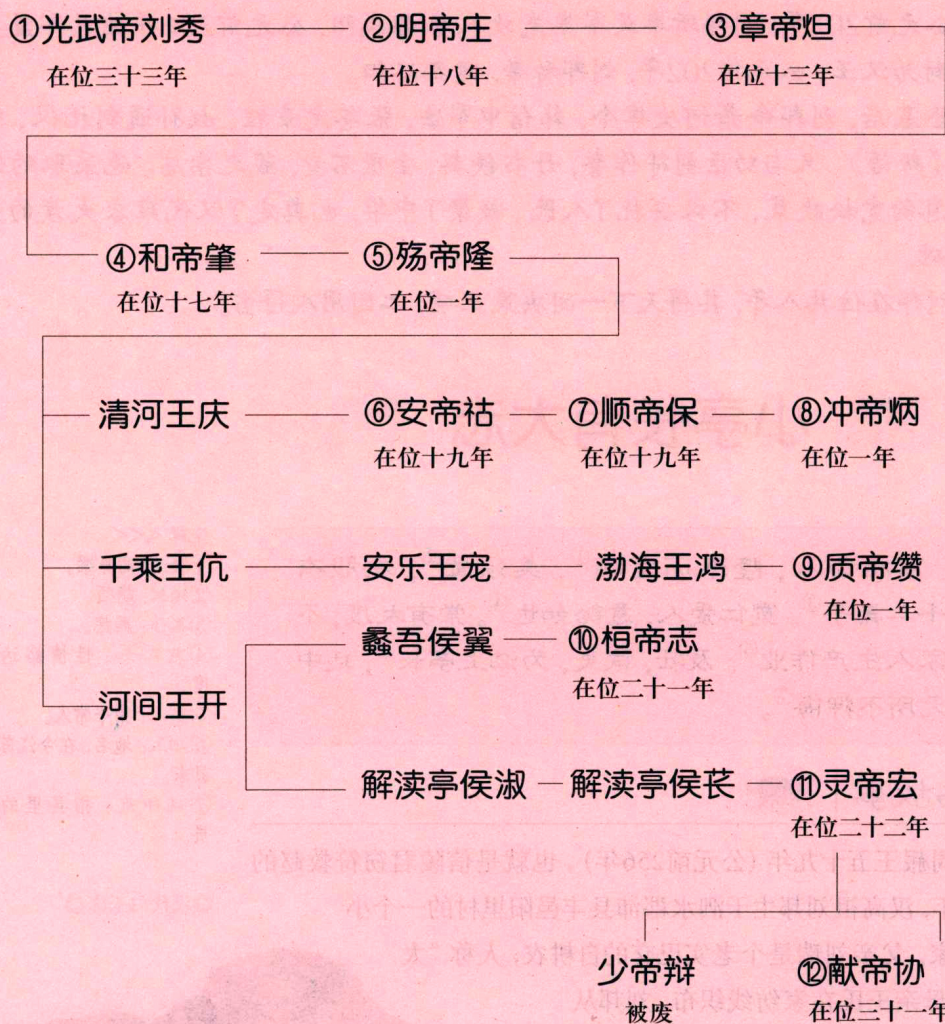 ①光武帝刘秀 ②明帝庄 ③章帝炟
在位三十三年 在位十八年 在位十三年
④和帝肇 ⑤殇帝隆
在位十七年 在位一年
清河王庆 ⑥安帝祜 ⑦顺帝保 ⑧冲帝炳
在位十九年 在位十九年 在位一年
千乘王伉 安乐王宠 渤海王鸿 ⑨质帝缵
在位一年
蠡吾侯翼 ⑩桓帝志
在位二十一年
河间王开
解渎亭侯淑 解渎亭侯苌 ⑪灵帝宏
在位二十二年
少帝辩 ⑫献帝协
被废 在位三十一年